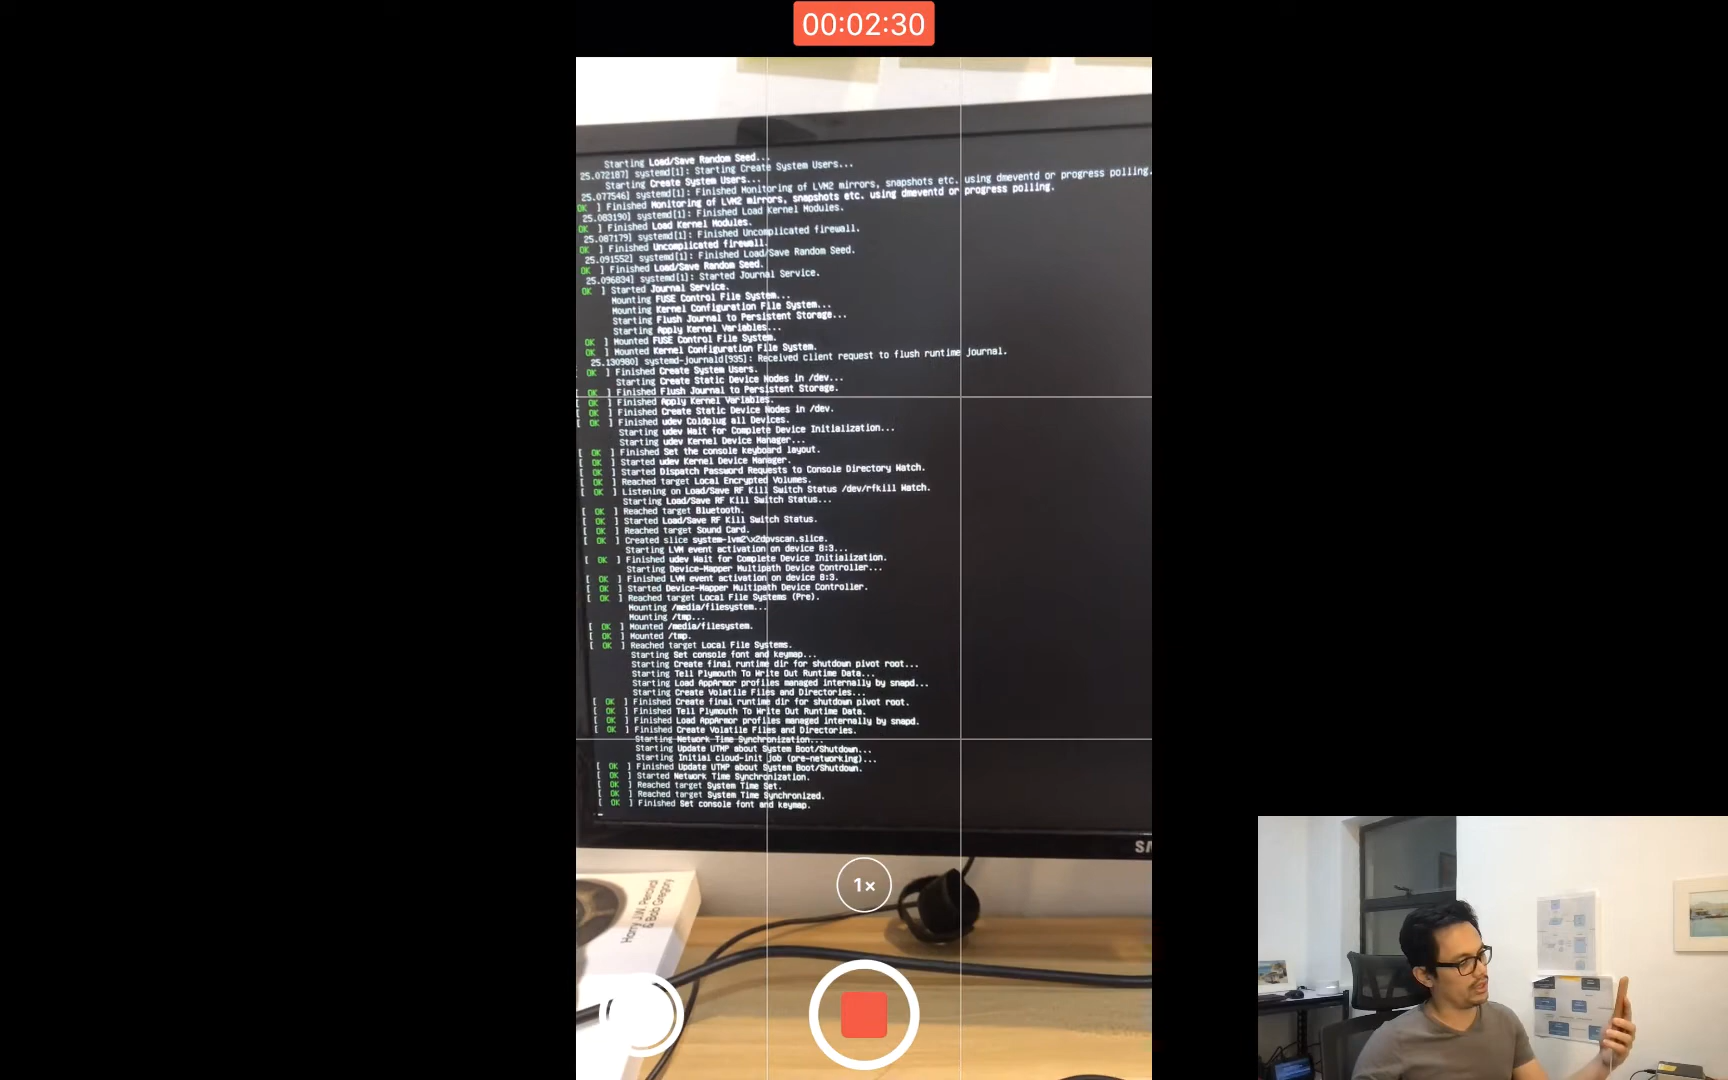 00:02:30
Starting Load/Save Random Seed...
25.072187] systemd[1]: Starting Create System Users...
Starting Create System Users...
25.077546] systemd[1]: Finished Monitoring of LVM2 mirrors, snapshots etc. using dmeventd or progress polling.
OK ] Finished Monitoring of LVM2 mirrors, snapshots etc. using dmeventd or progress polling.
25.083190] systemd[1]: Finished Load Kernel Modules.
OK ] Finished Load Kernel Modules.
25.087179] systemd[1]: Finished Uncomplicated firewall.
OK ] Finished Uncomplicated firewall.
25.091552] systemd[1]: Finished Load/Save Random Seed.
OK ] Finished Load/Save Random Seed.
25.096834] systemd[1]: Started Journal Service.
OK ] Started Journal Service.
Mounting FUSE Control File System...
Mounting Kernel Configuration File System...
Starting Flush Journal to Persistent Storage...
Starting Apply Kernel Variables...
OK ] Mounted FUSE Control File System.
OK ] Mounted Kernel Configuration File System.
25.130980] systemd-journald[935]: Received client request to flush runtime journal.
OK ] Finished Create System Users.
Starting Create Static Device Nodes in /dev...
[ OK ] Finished Flush Journal to Persistent Storage.
[ OK ] Finished Apply Kernel Variables.
[ OK ] Finished Create Static Device Nodes in /dev.
[ OK ] Finished udev Coldplug all Devices.
Starting udev Wait for Complete Device Initialization...
Starting udev Kernel Device Manager...
[ OK ] Finished Set the console keyboard layout.
[ OK ] Started udev Kernel Device Manager.
[ OK ] Started Dispatch Password Requests to Console Directory Watch.
[ OK ] Reached target Local Encrypted Volumes.
[ OK ] Listening on Load/Save RF Kill Switch Status /dev/rfkill Watch.
Starting Load/Save RF Kill Switch Status...
[ OK ] Reached target Bluetooth.
[ OK ] Started Load/Save RF Kill Switch Status.
[ OK ] Reached target Sound Card.
[ OK ] Created slice system-lvm2\x2dpvscan.slice.
Starting LVM event activation on device 8:3...
[ OK ] Finished udev Wait for Complete Device Initialization.
Starting Device-Mapper Multipath Device Controller...
[ OK ] Finished LVM event activation on device 8:3.
[ OK ] Started Device-Mapper Multipath Device Controller.
[ OK ] Reached target Local File Systems (Pre).
Mounting /media/filesystem...
Mounting /tmp...
[ OK ] Mounted /media/filesystem.
[ OK ] Mounted /tmp.
[ OK ] Reached target Local File Systems.
Starting Set console font and keymap...
Starting Create final runtime dir for shutdown pivot root...
Starting Tell Plymouth To Write Out Runtime Data...
Starting Load AppArmor profiles managed internally by snapd...
Starting Create Volatile Files and Directories...
[ OK ] Finished Create final runtime dir for shutdown pivot root.
[ OK ] Finished Tell Plymouth To Write Out Runtime Data.
[ OK ] Finished Load AppArmor profiles managed internally by snapd.
[ OK ] Finished Create Volatile Files and Directories.
Starting Network Time Synchronization...
Starting Update UTMP about System Boot/Shutdown...
Starting Initial cloud-init job (pre-networking)...
[ OK ] Finished Update UTMP about System Boot/Shutdown.
[ OK ] Started Network Time Synchronization.
[ OK ] Reached target System Time Set.
[ OK ] Reached target System Time Synchronized.
[ OK ] Finished Set console font and keymap.
1×
Harry J.W. Percival
& Bob Gregory